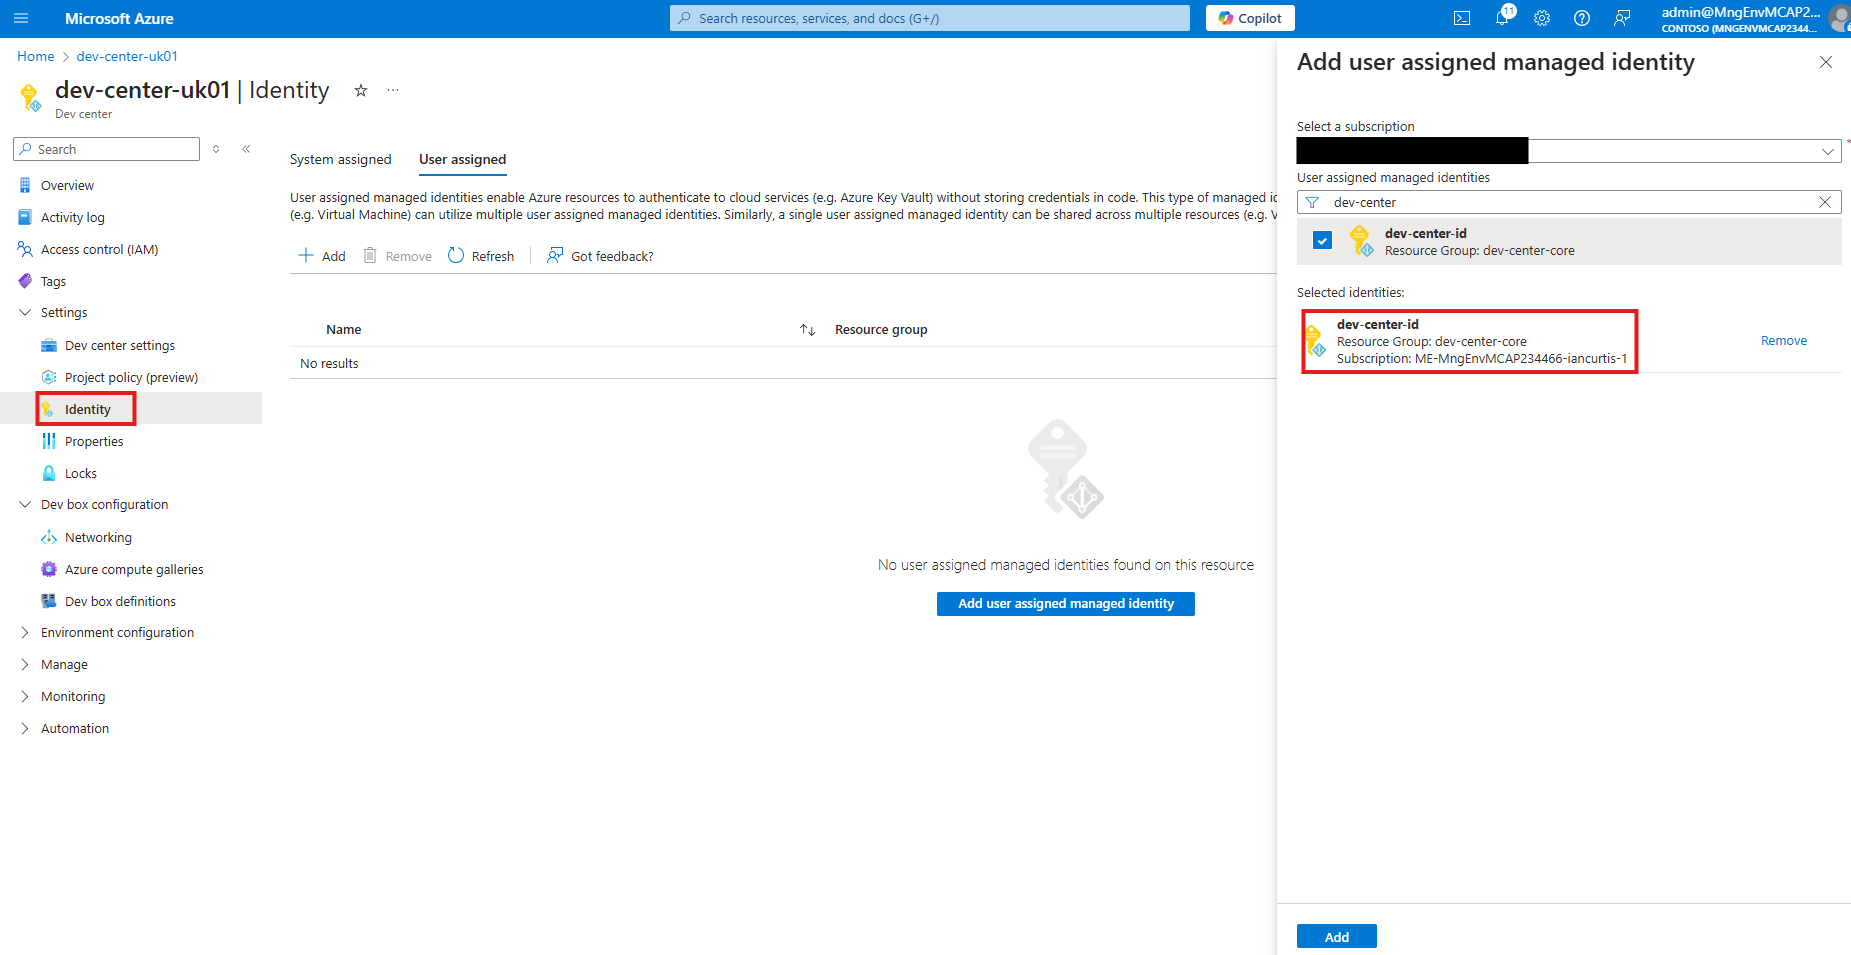 Microsoft Azure
Search resources, services, and docs (G+/)
Copilot
11
admin@MngEnvMCAP2...
CONTOSO (MNGENVMCAP2344...
Home > dev-center-uk01
dev-center-uk01 | Identity
Dev center
Search
Overview
Activity log
Access control (IAM)
Tags
Settings
Dev center settings
Project policy (preview)
Identity
Properties
Locks
Dev box configuration
Networking
Azure compute galleries
Dev box definitions
Environment configuration
Manage
Monitoring
Automation
System assigned
User assigned
User assigned managed identities enable Azure resources to authenticate to cloud services (e.g. Azure Key Vault) without storing credentials in code. This type of managed i
(e.g. Virtual Machine) can utilize multiple user assigned managed identities. Similarly, a single user assigned managed identity can be shared across multiple resources (e.g. V
Add
Remove
Refresh
Got feedback?
Name
Resource group
No results
No user assigned managed identities found on this resource
Add user assigned managed identity
Add user assigned managed identity
Select a subscription
*
User assigned managed identities
dev-center
dev-center-id
Resource Group: dev-center-core
Selected identities:
dev-center-id
Resource Group: dev-center-core
Subscription: ME-MngEnvMCAP234466-iancurtis-1
Remove
Add